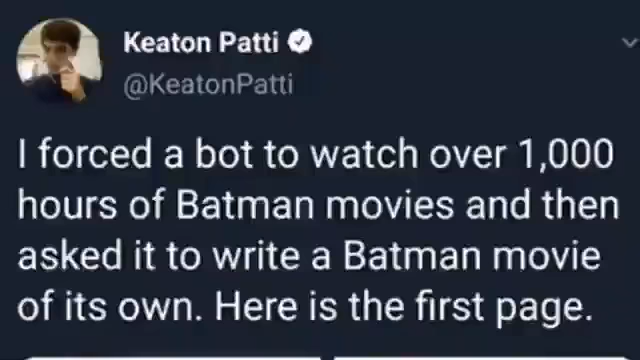 Keaton Patti
@KeatonPatti
I forced a bot to watch over 1,000
hours of Batman movies and then
asked it to write a Batman movie
of its own. Here is the first page.